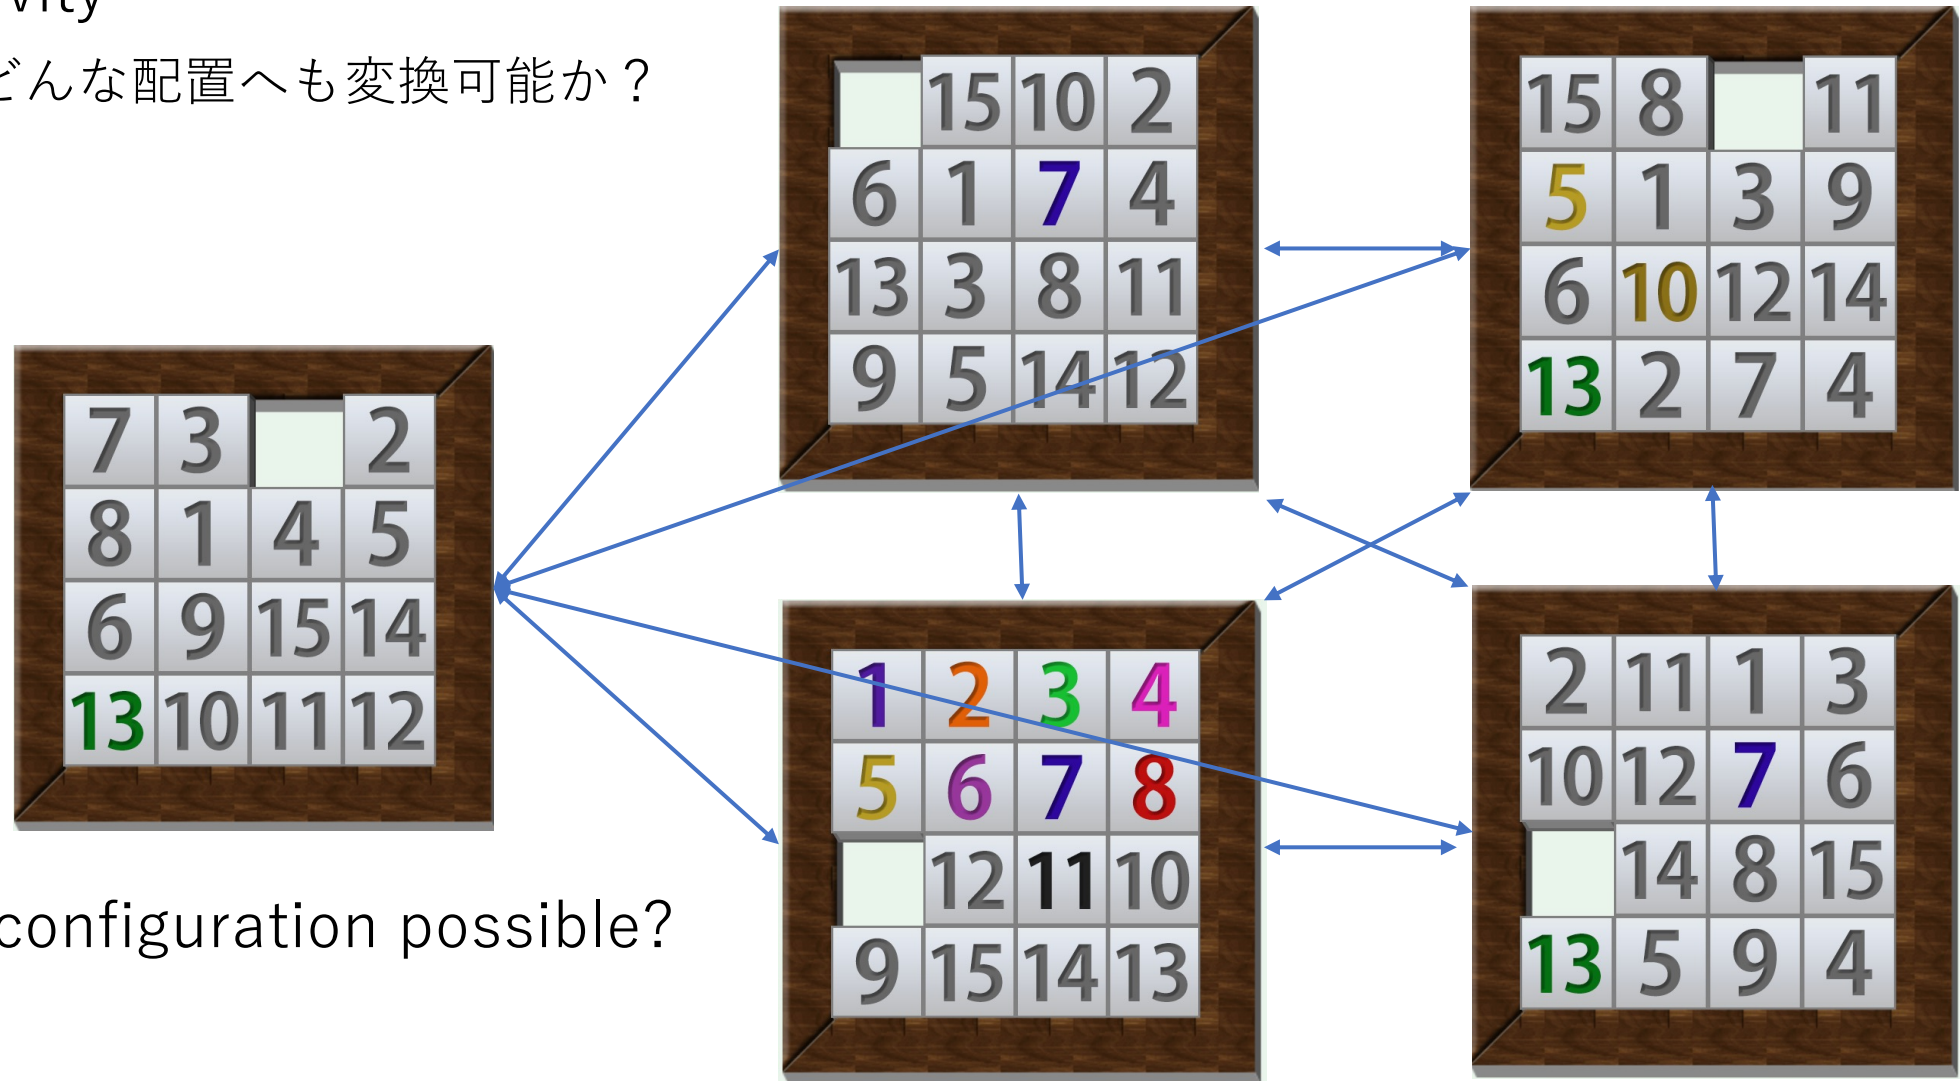 vity
どんな配置へも変換可能か？
15 10 2
6 1 7 4
13 3 8 11
9 5 14 12
15 8 11
5 1 3 9
6 10 12 14
13 2 7 4
7 3 2
8 1 4 5
6 9 15 14
13 10 11 12
configuration possible?
1 2 3 4
5 6 7 8
12 11 10
9 15 14 13
2 11 1 3
10 12 7 6
14 8 15
13 5 9 4